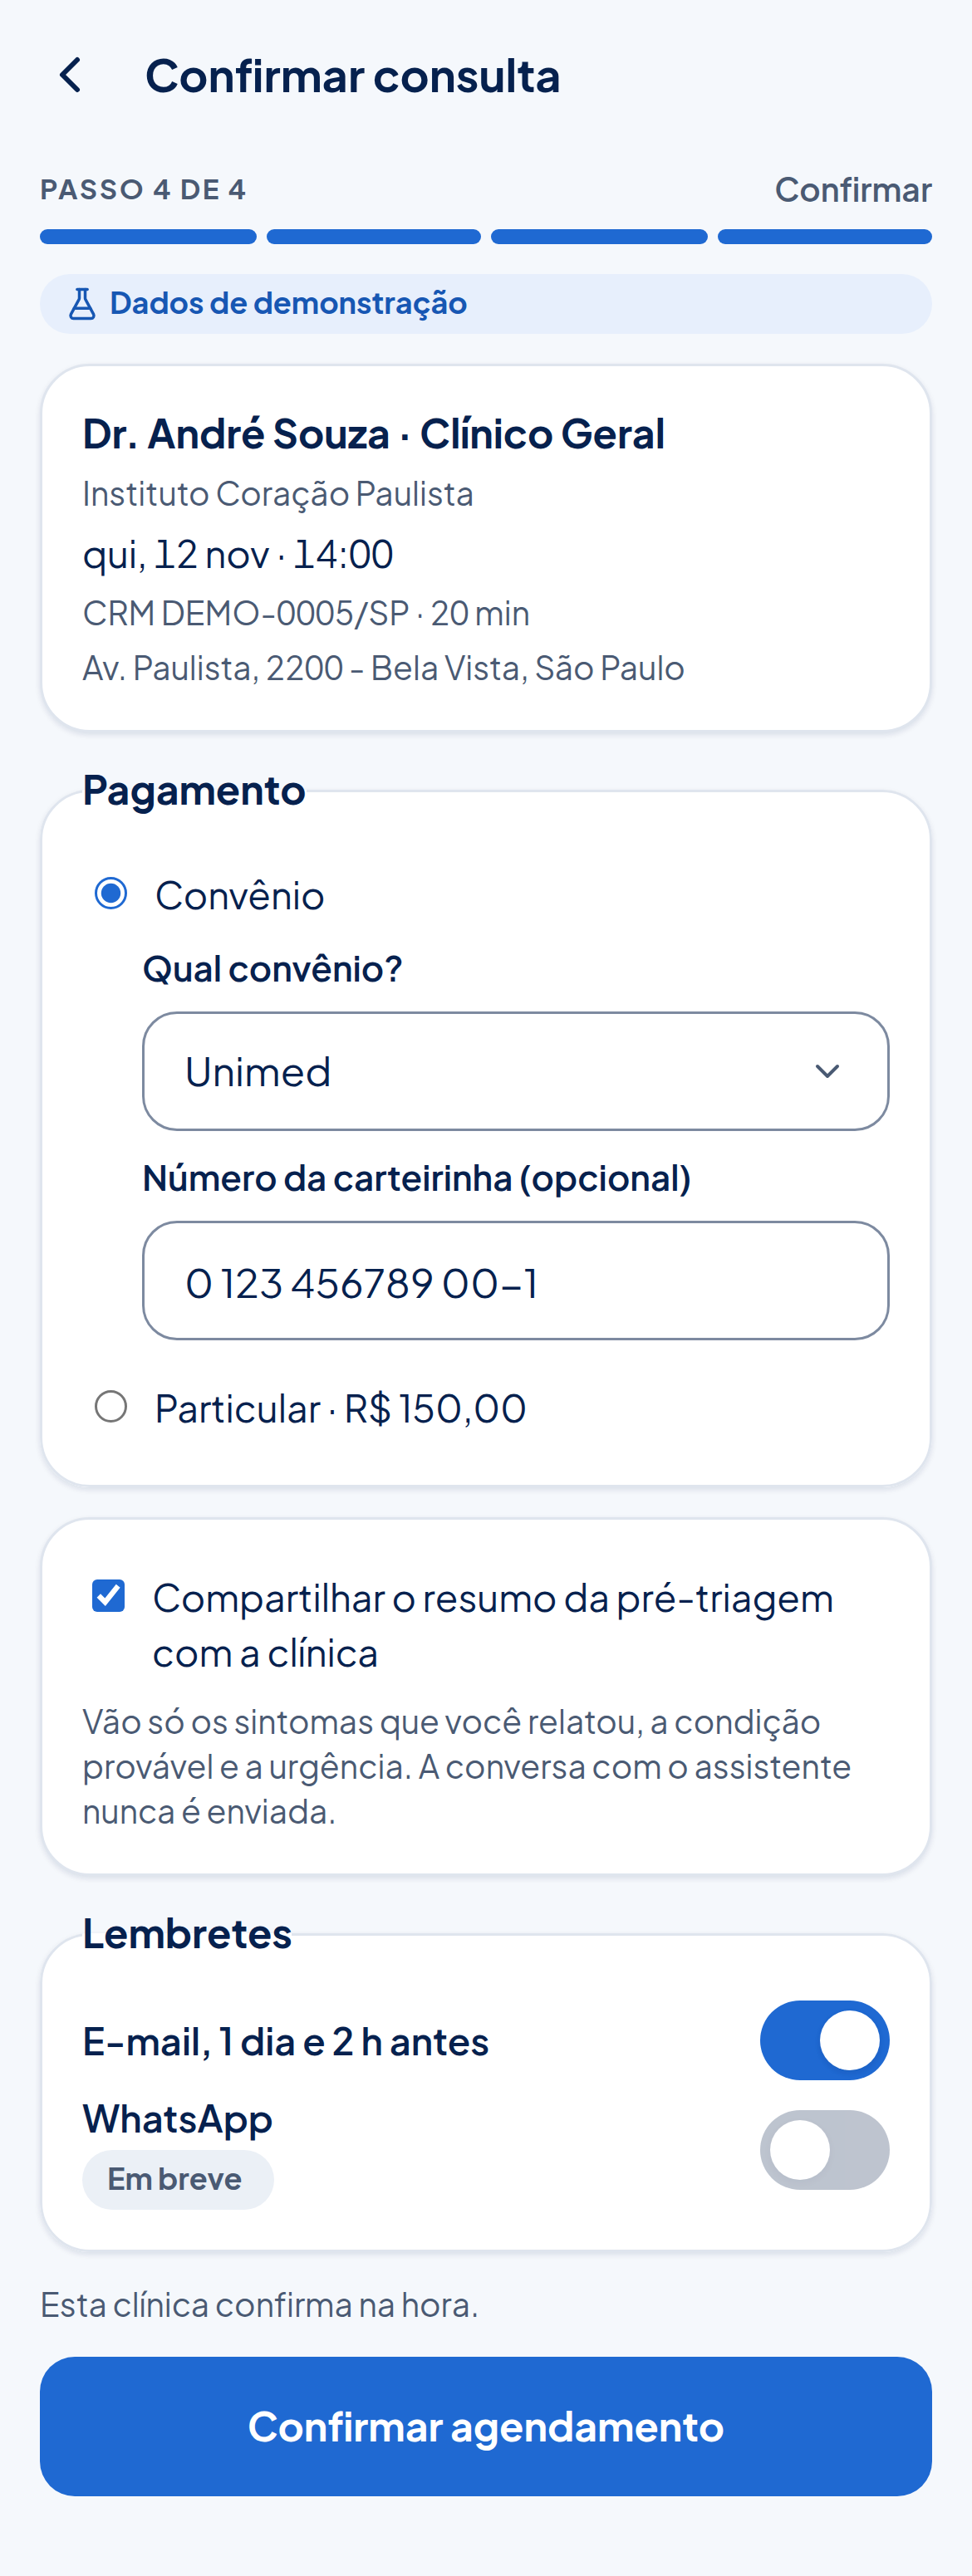 Confirmar consulta
PASSO 4 DE 4
Confirmar
Dados de demonstração
Dr. André Souza · Clínico Geral
Instituto Coração Paulista
qui, 12 nov · 14:00
CRM DEMO-0005/SP · 20 min
Av. Paulista, 2200 - Bela Vista, São Paulo
Pagamento
Convênio
Qual convênio?
Unimed
Número da carteirinha (opcional)
0 123 456789 00-1
Particular · R$ 150,00
Compartilhar o resumo da pré-triagem
com a clínica
Vão só os sintomas que você relatou, a condição
provável e a urgência. A conversa com o assistente
nunca é enviada.
Lembretes
E-mail, 1 dia e 2 h antes
WhatsApp
Em breve
Esta clínica confirma na hora.
Confirmar agendamento